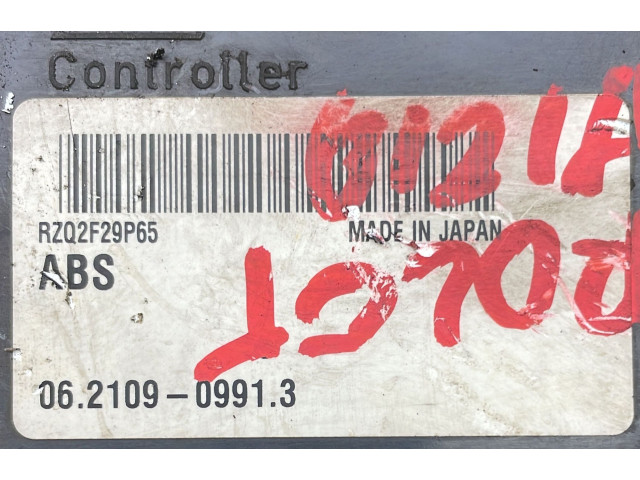 Controller
RZQ2F29P65
MADE IN JAPAN
ABS
06.2109-0991.3